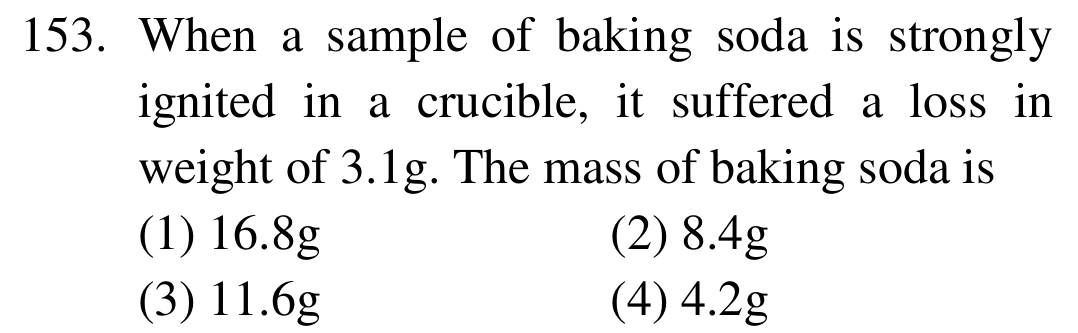 153. When a sample of baking soda is strongly
ignited in a crucible, it suffered a loss in
weight of 3.1g. The mass of baking soda is
(1) 16.8g (2) 8.4g
(3) 11.6g (4) 4.2g